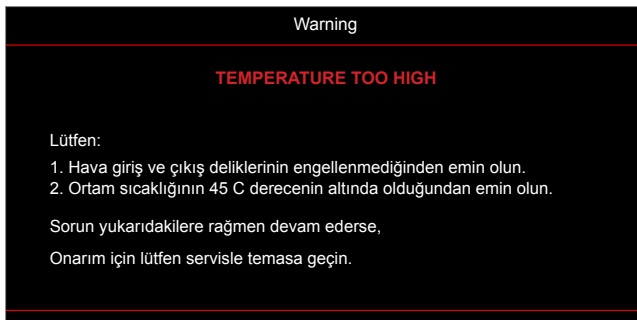 Warning
TEMPERATURE TOO HIGH
Lütfen:
1. Hava giriş ve çıkış deliklerinin engellenmediğinden emin olun.
2. Ortam sıcaklığının 45 C derecenin altında olduğundan emin olun.
Sorun yukarıdakilere rağmen devam ederse,
Onarım için lütfen servisle temasa geçin.